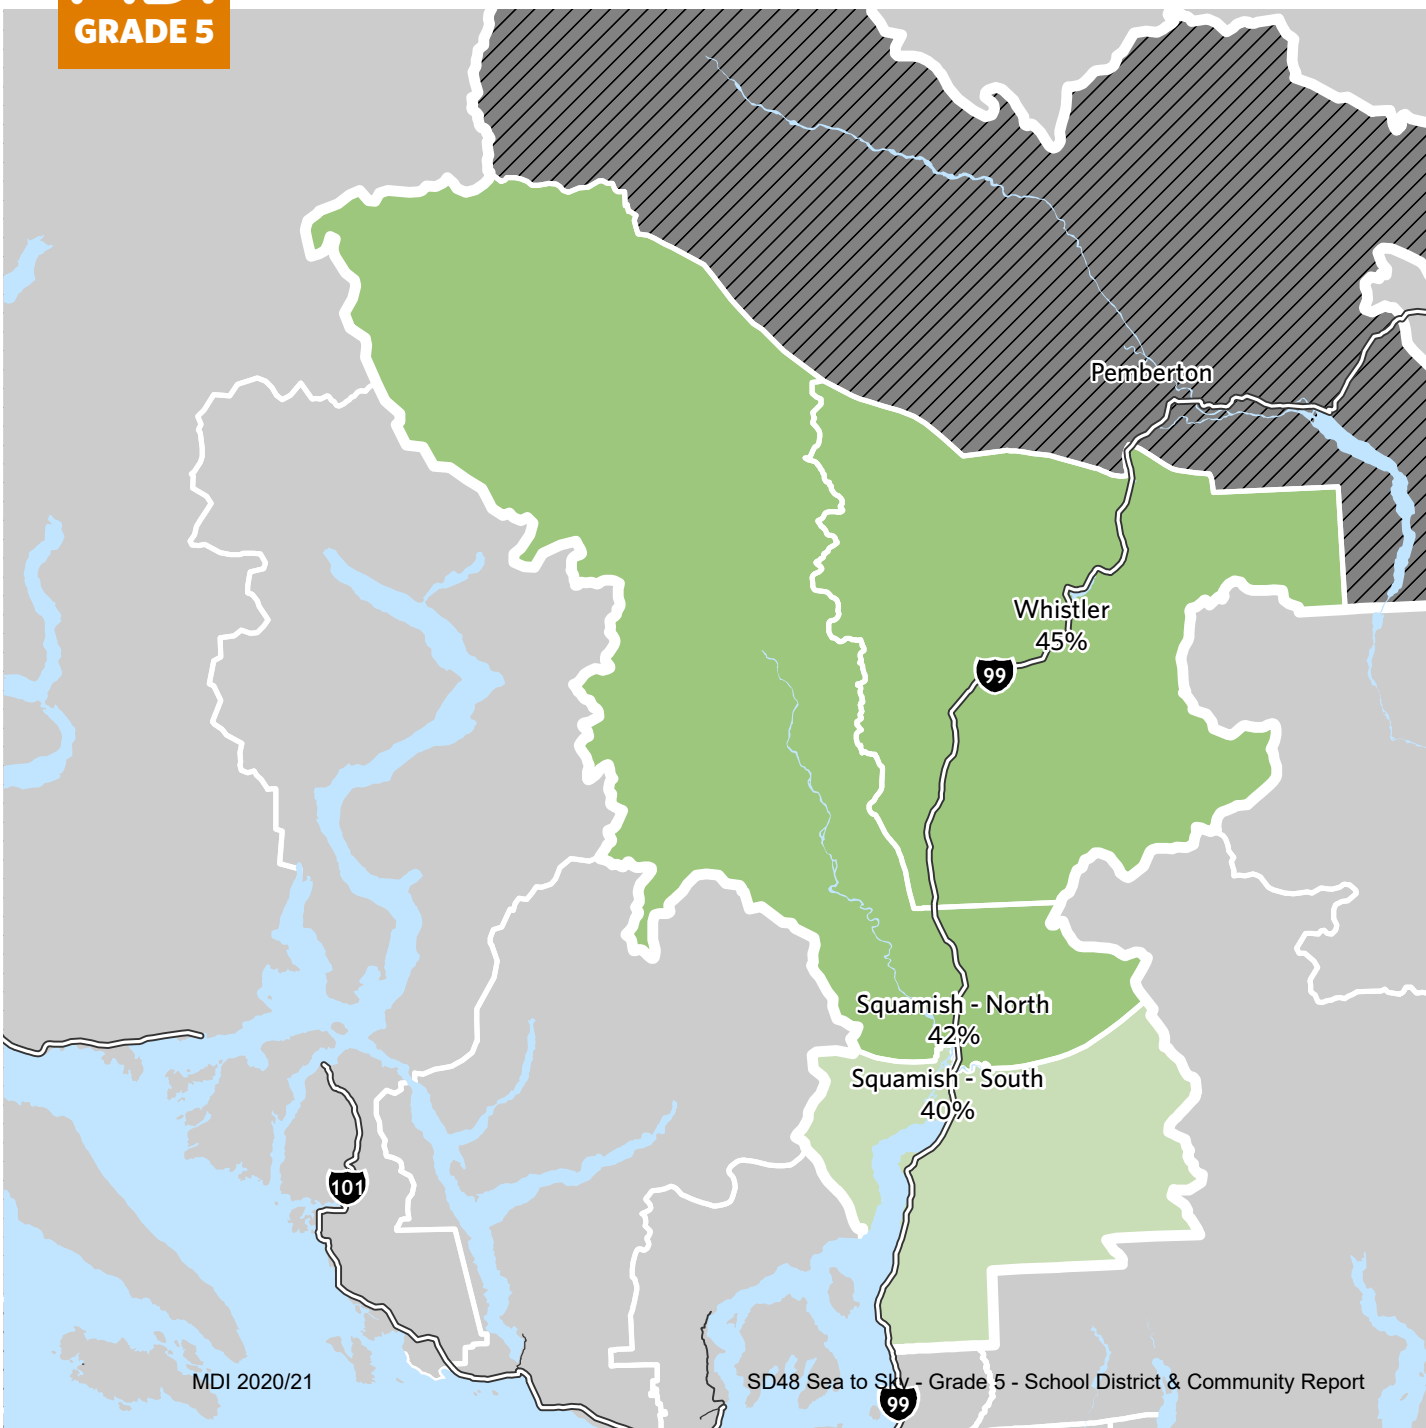 GRADE 5
Pemberton
Whistler
45%
99
Squamish - North
42%
Squamish - South
40%
101
MDI 2020/21
SD48 Sea to Sky - Grade 5 - School District & Community Report
99